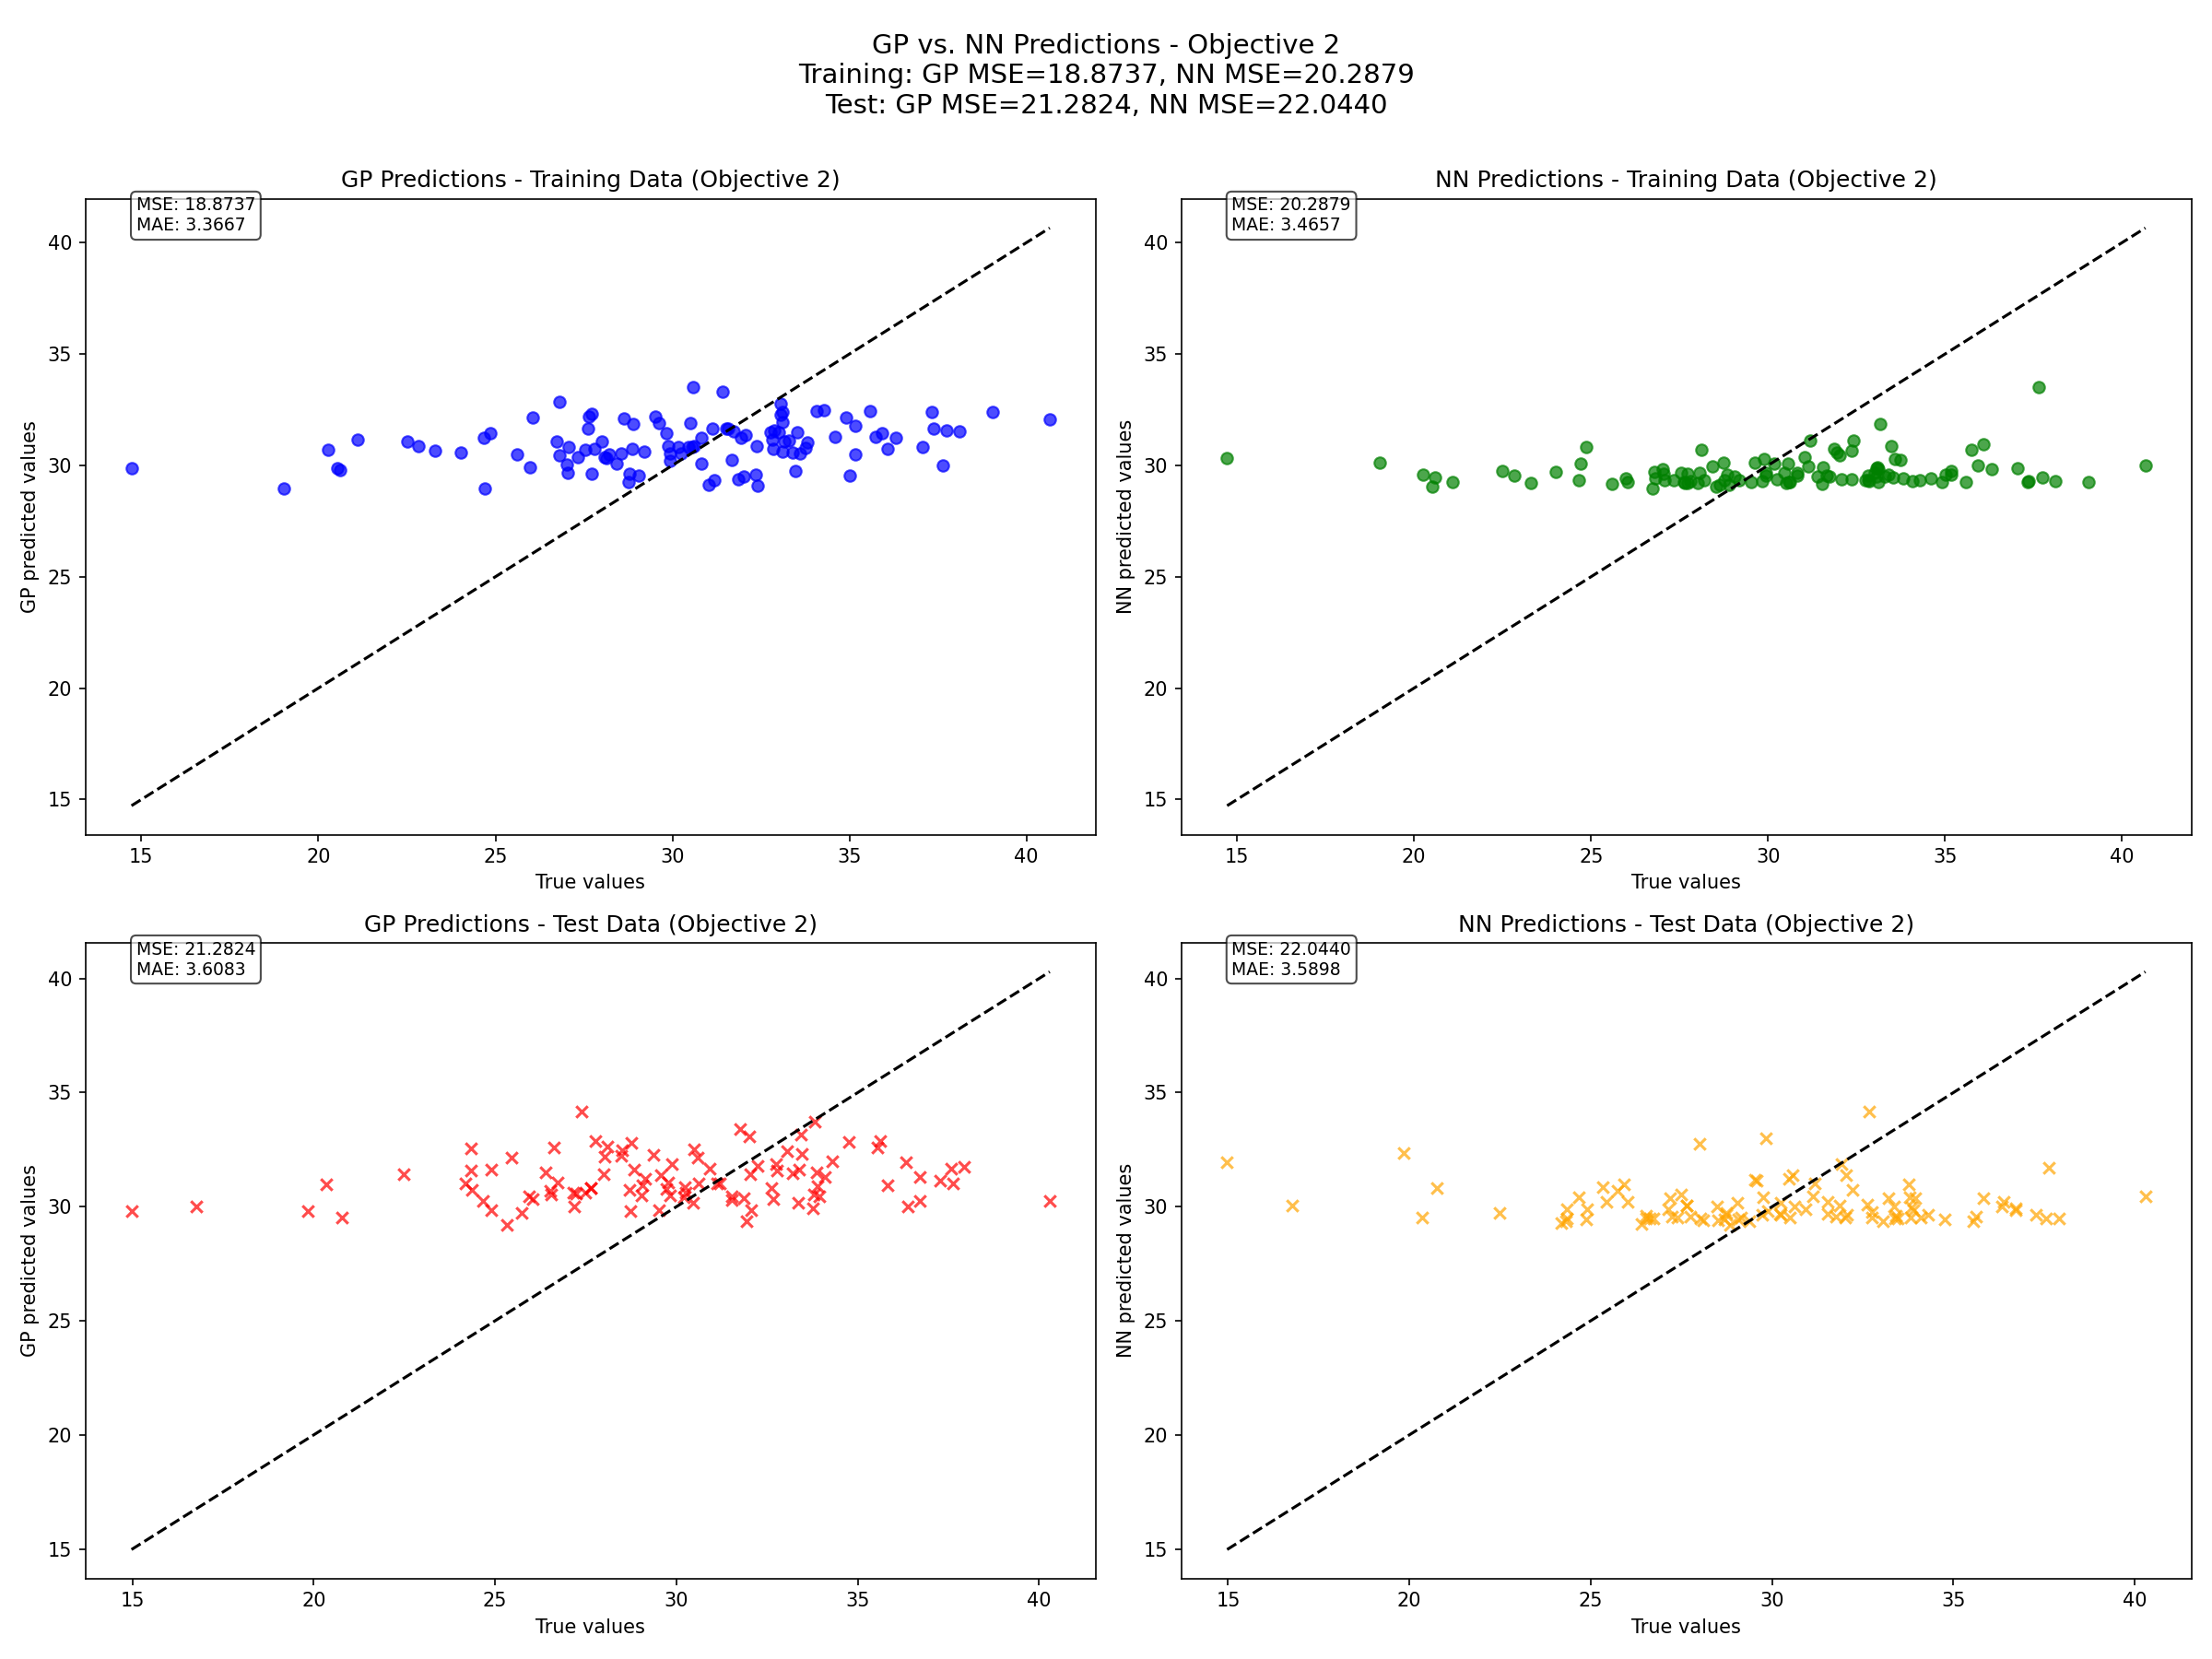 GP vs. NN Predictions - Objective 2
Training: GP MSE=18.8737, NN MSE=20.2879
Test: GP MSE=21.2824, NN MSE=22.0440
GP Predictions - Training Data (Objective 2)
MSE: 18.8737
MAE: 3.3667
GP predicted values
40
35
30
25
20
15
15 20 25 30 35 40
True values
NN Predictions - Training Data (Objective 2)
MSE: 20.2879
MAE: 3.4657
NN predicted values
40
35
30
25
20
15
15 20 25 30 35 40
True values
GP Predictions - Test Data (Objective 2)
MSE: 21.2824
MAE: 3.6083
GP predicted values
40
35
30
25
20
15
15 20 25 30 35 40
True values
NN Predictions - Test Data (Objective 2)
MSE: 22.0440
MAE: 3.5898
NN predicted values
40
35
30
25
20
15
15 20 25 30 35 40
True values